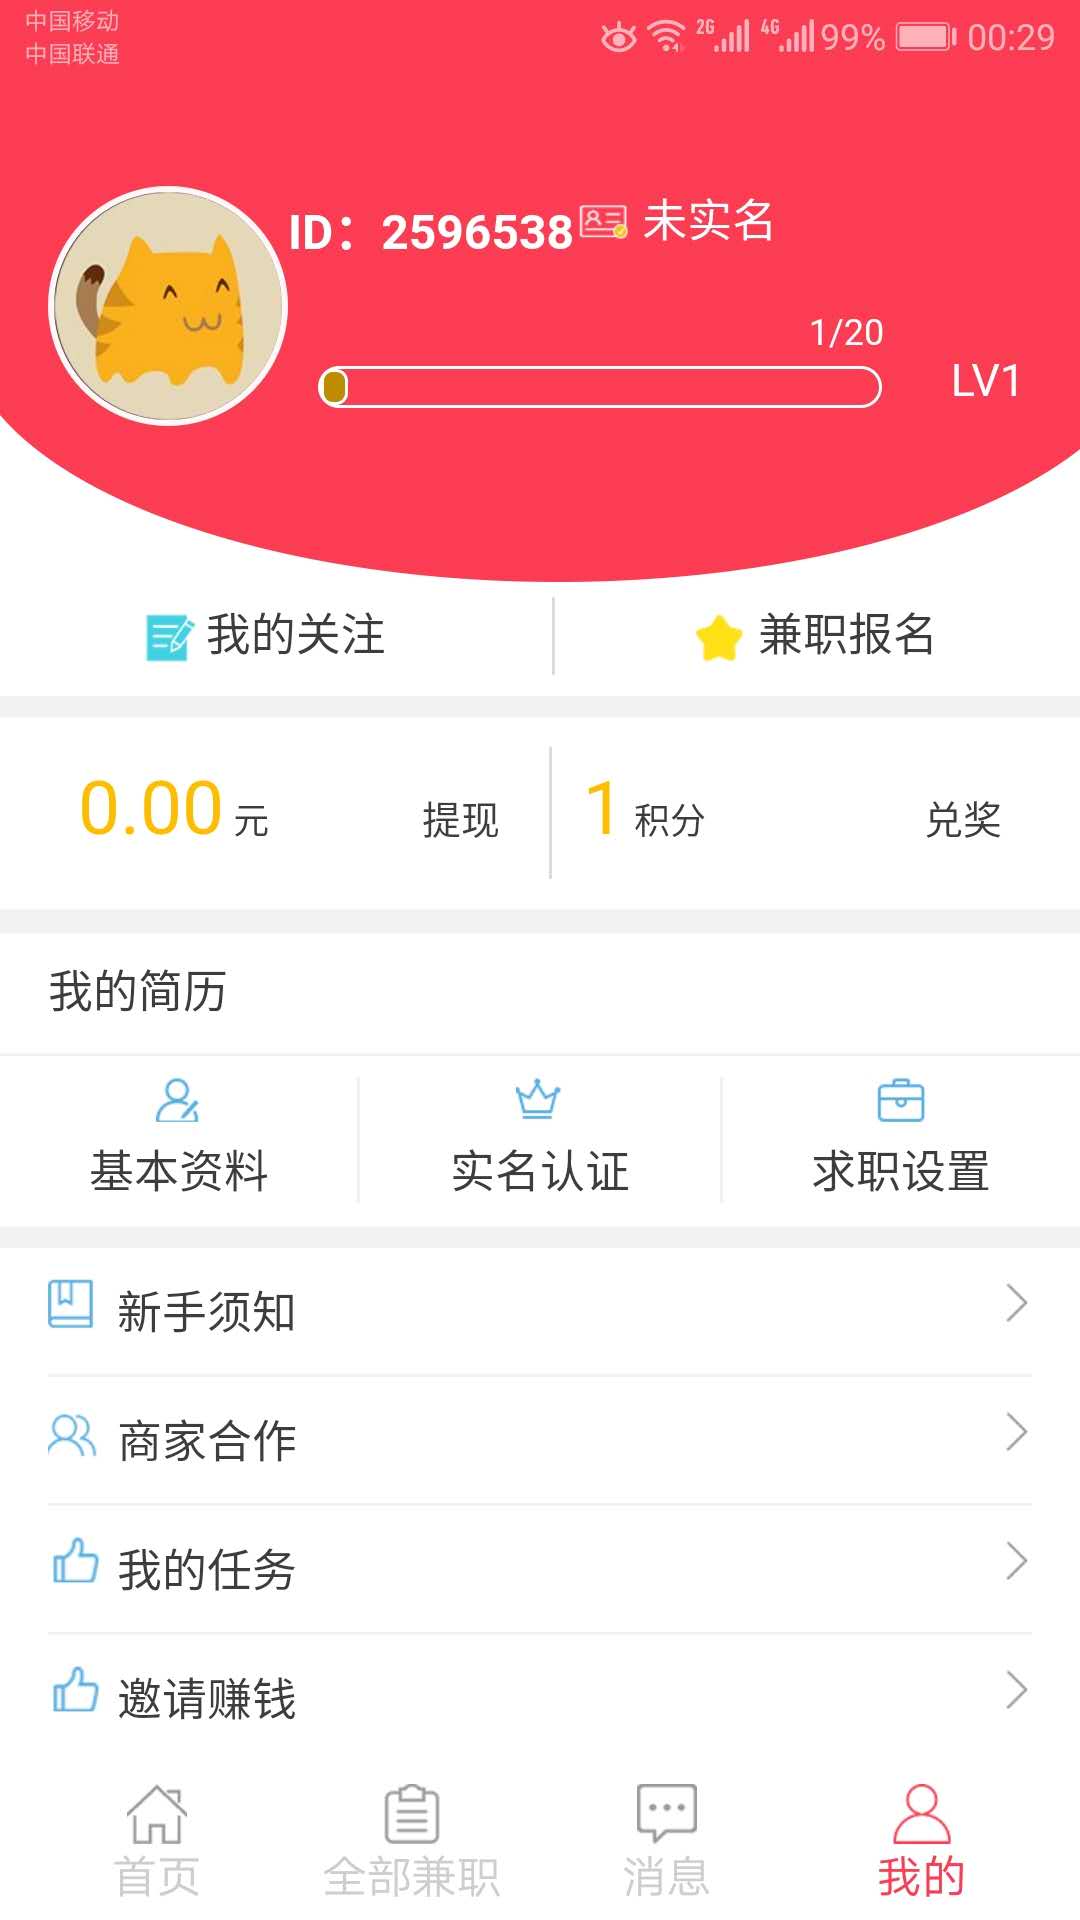 中国移动
中国联通
2G 4G 99% 00:29
ID：2596538 未实名
1/20
LV1
我的关注 兼职报名
0.00 元 提现 1 积分 兑奖
我的简历
基本资料 实名认证 求职设置
新手须知
商家合作
我的任务
邀请赚钱
首页 全部兼职 消息 我的